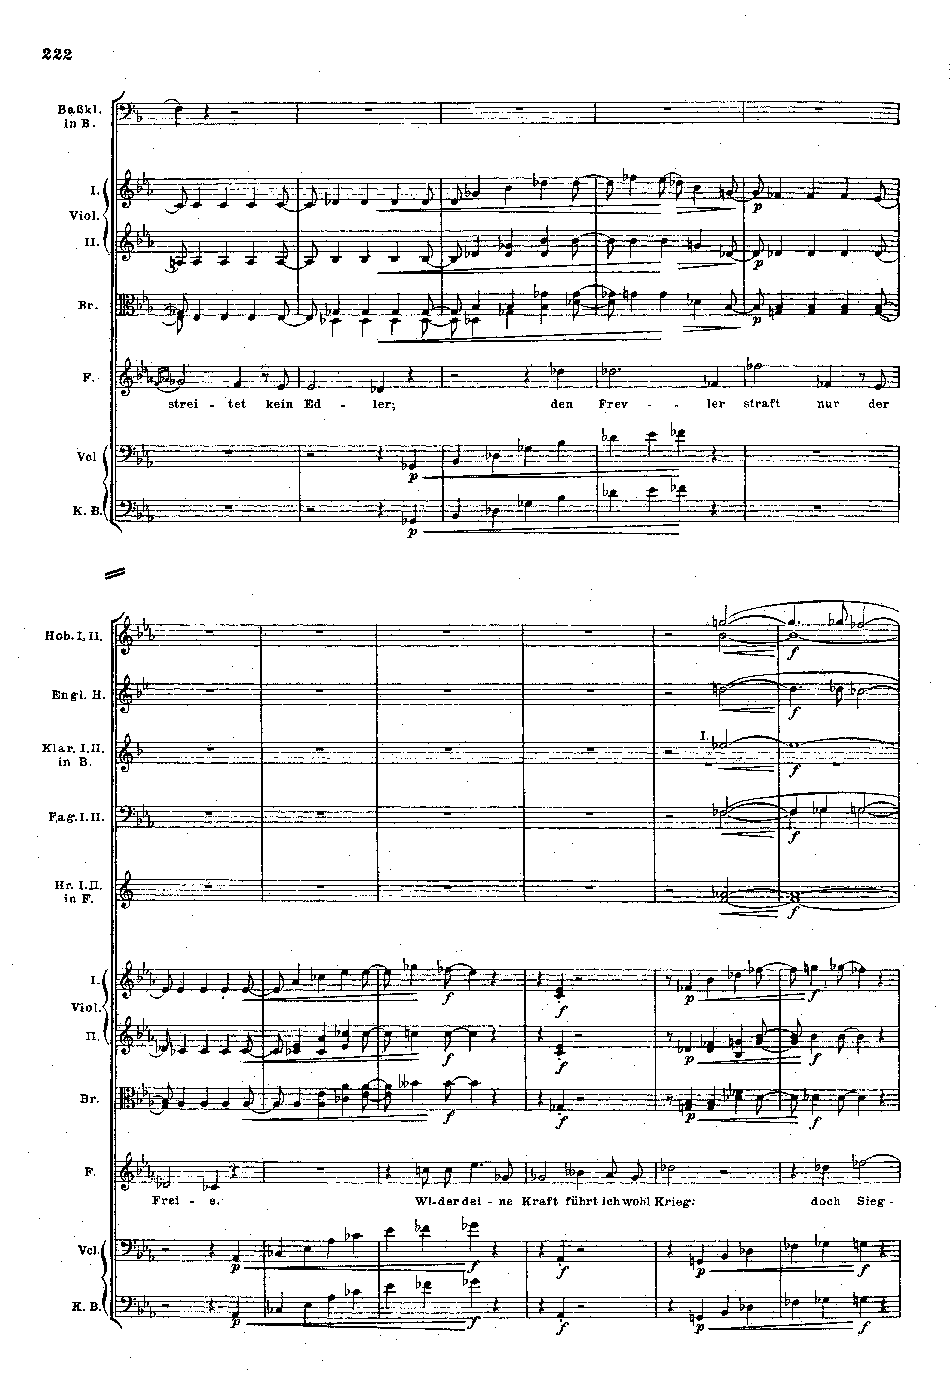 222
Baßkl.
in B.
I.
Viol.
II.
p
p
Br.
p
F.
strei - tet kein Ed - ler; den Frev - - ler straft nur der
Vcl
p
K. B.
p
Hob. I, II.
f
Engl. H.
f
Klar. I, II.
in B.
I.
f
Fag. I. II.
f
Hr. I. II.
in F.
f
I.
f f p f
Viol.
II.
f f p f
Br.
f f p f
F.
Frei - e. Wi-der dei - ne Kraft führt ich wohl Krieg: doch Sieg -
Vcl.
p f f p f
K. B.
p f f p f